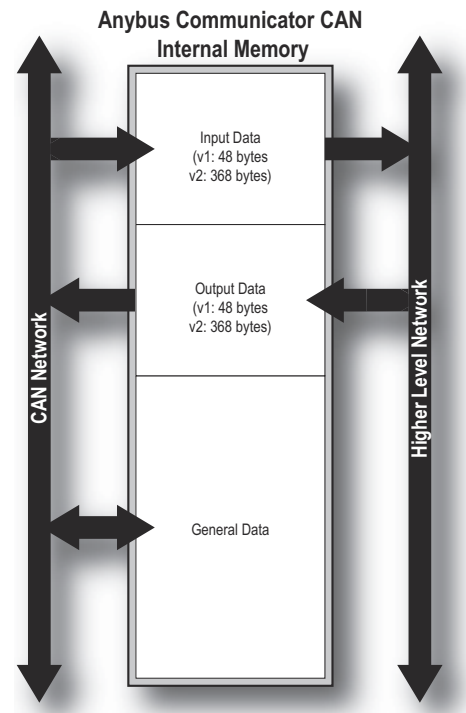 Anybus Communicator CAN
Internal Memory
Input Data
(v1: 48 bytes
v2: 368 bytes)
Output Data
(v1: 48 bytes
v2: 368 bytes)
CAN Network
Higher Level Network
General Data